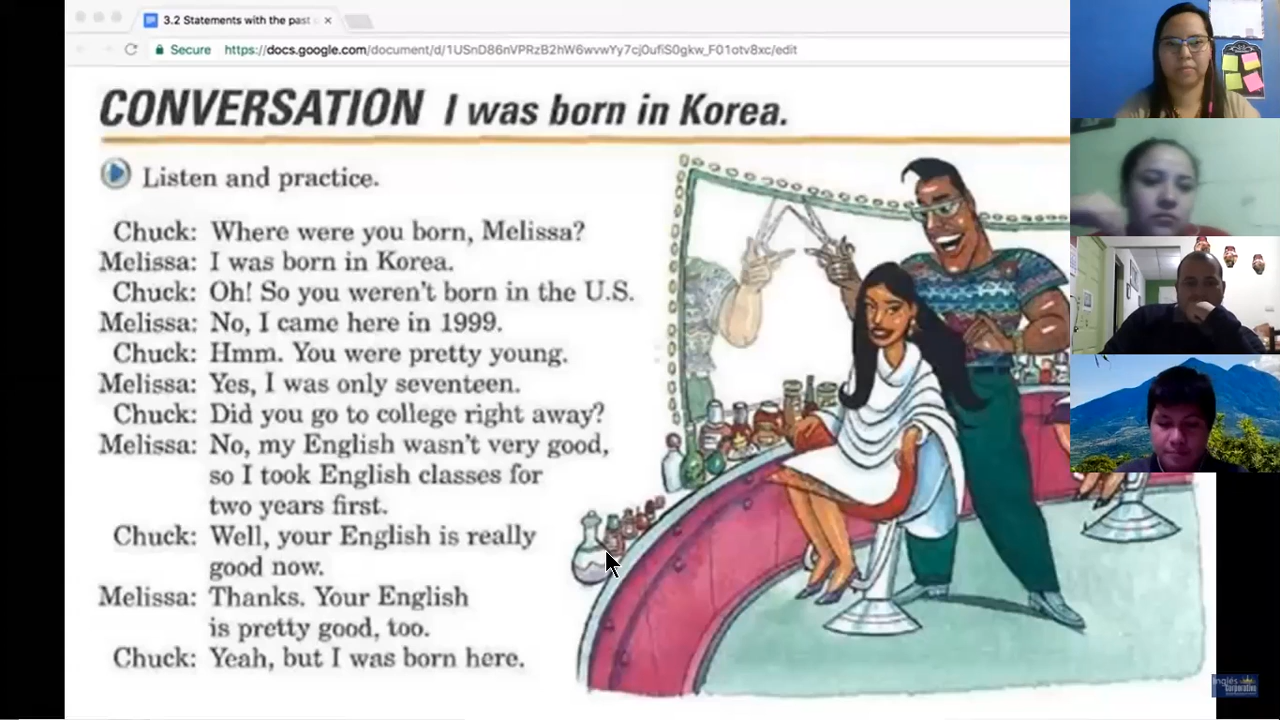 3.2 Statements with the past
Secure https://docs.google.com/document/d/1USnD86nVPRzB2hW6wvwYy7cj0ufiS0gkw_F01otv8xc/edit
CONVERSATION I was born in Korea.
Listen and practice.
Chuck: Where were you born, Melissa?
Melissa: I was born in Korea.
Chuck: Oh! So you weren't born in the U.S.
Melissa: No, I came here in 1999.
Chuck: Hmm. You were pretty young.
Melissa: Yes, I was only seventeen.
Chuck: Did you go to college right away?
Melissa: No, my English wasn't very good,
so I took English classes for
two years first.
Chuck: Well, your English is really
good now.
Melissa: Thanks. Your English
is pretty good, too.
Chuck: Yeah, but I was born here.
Inglés
Corporativo